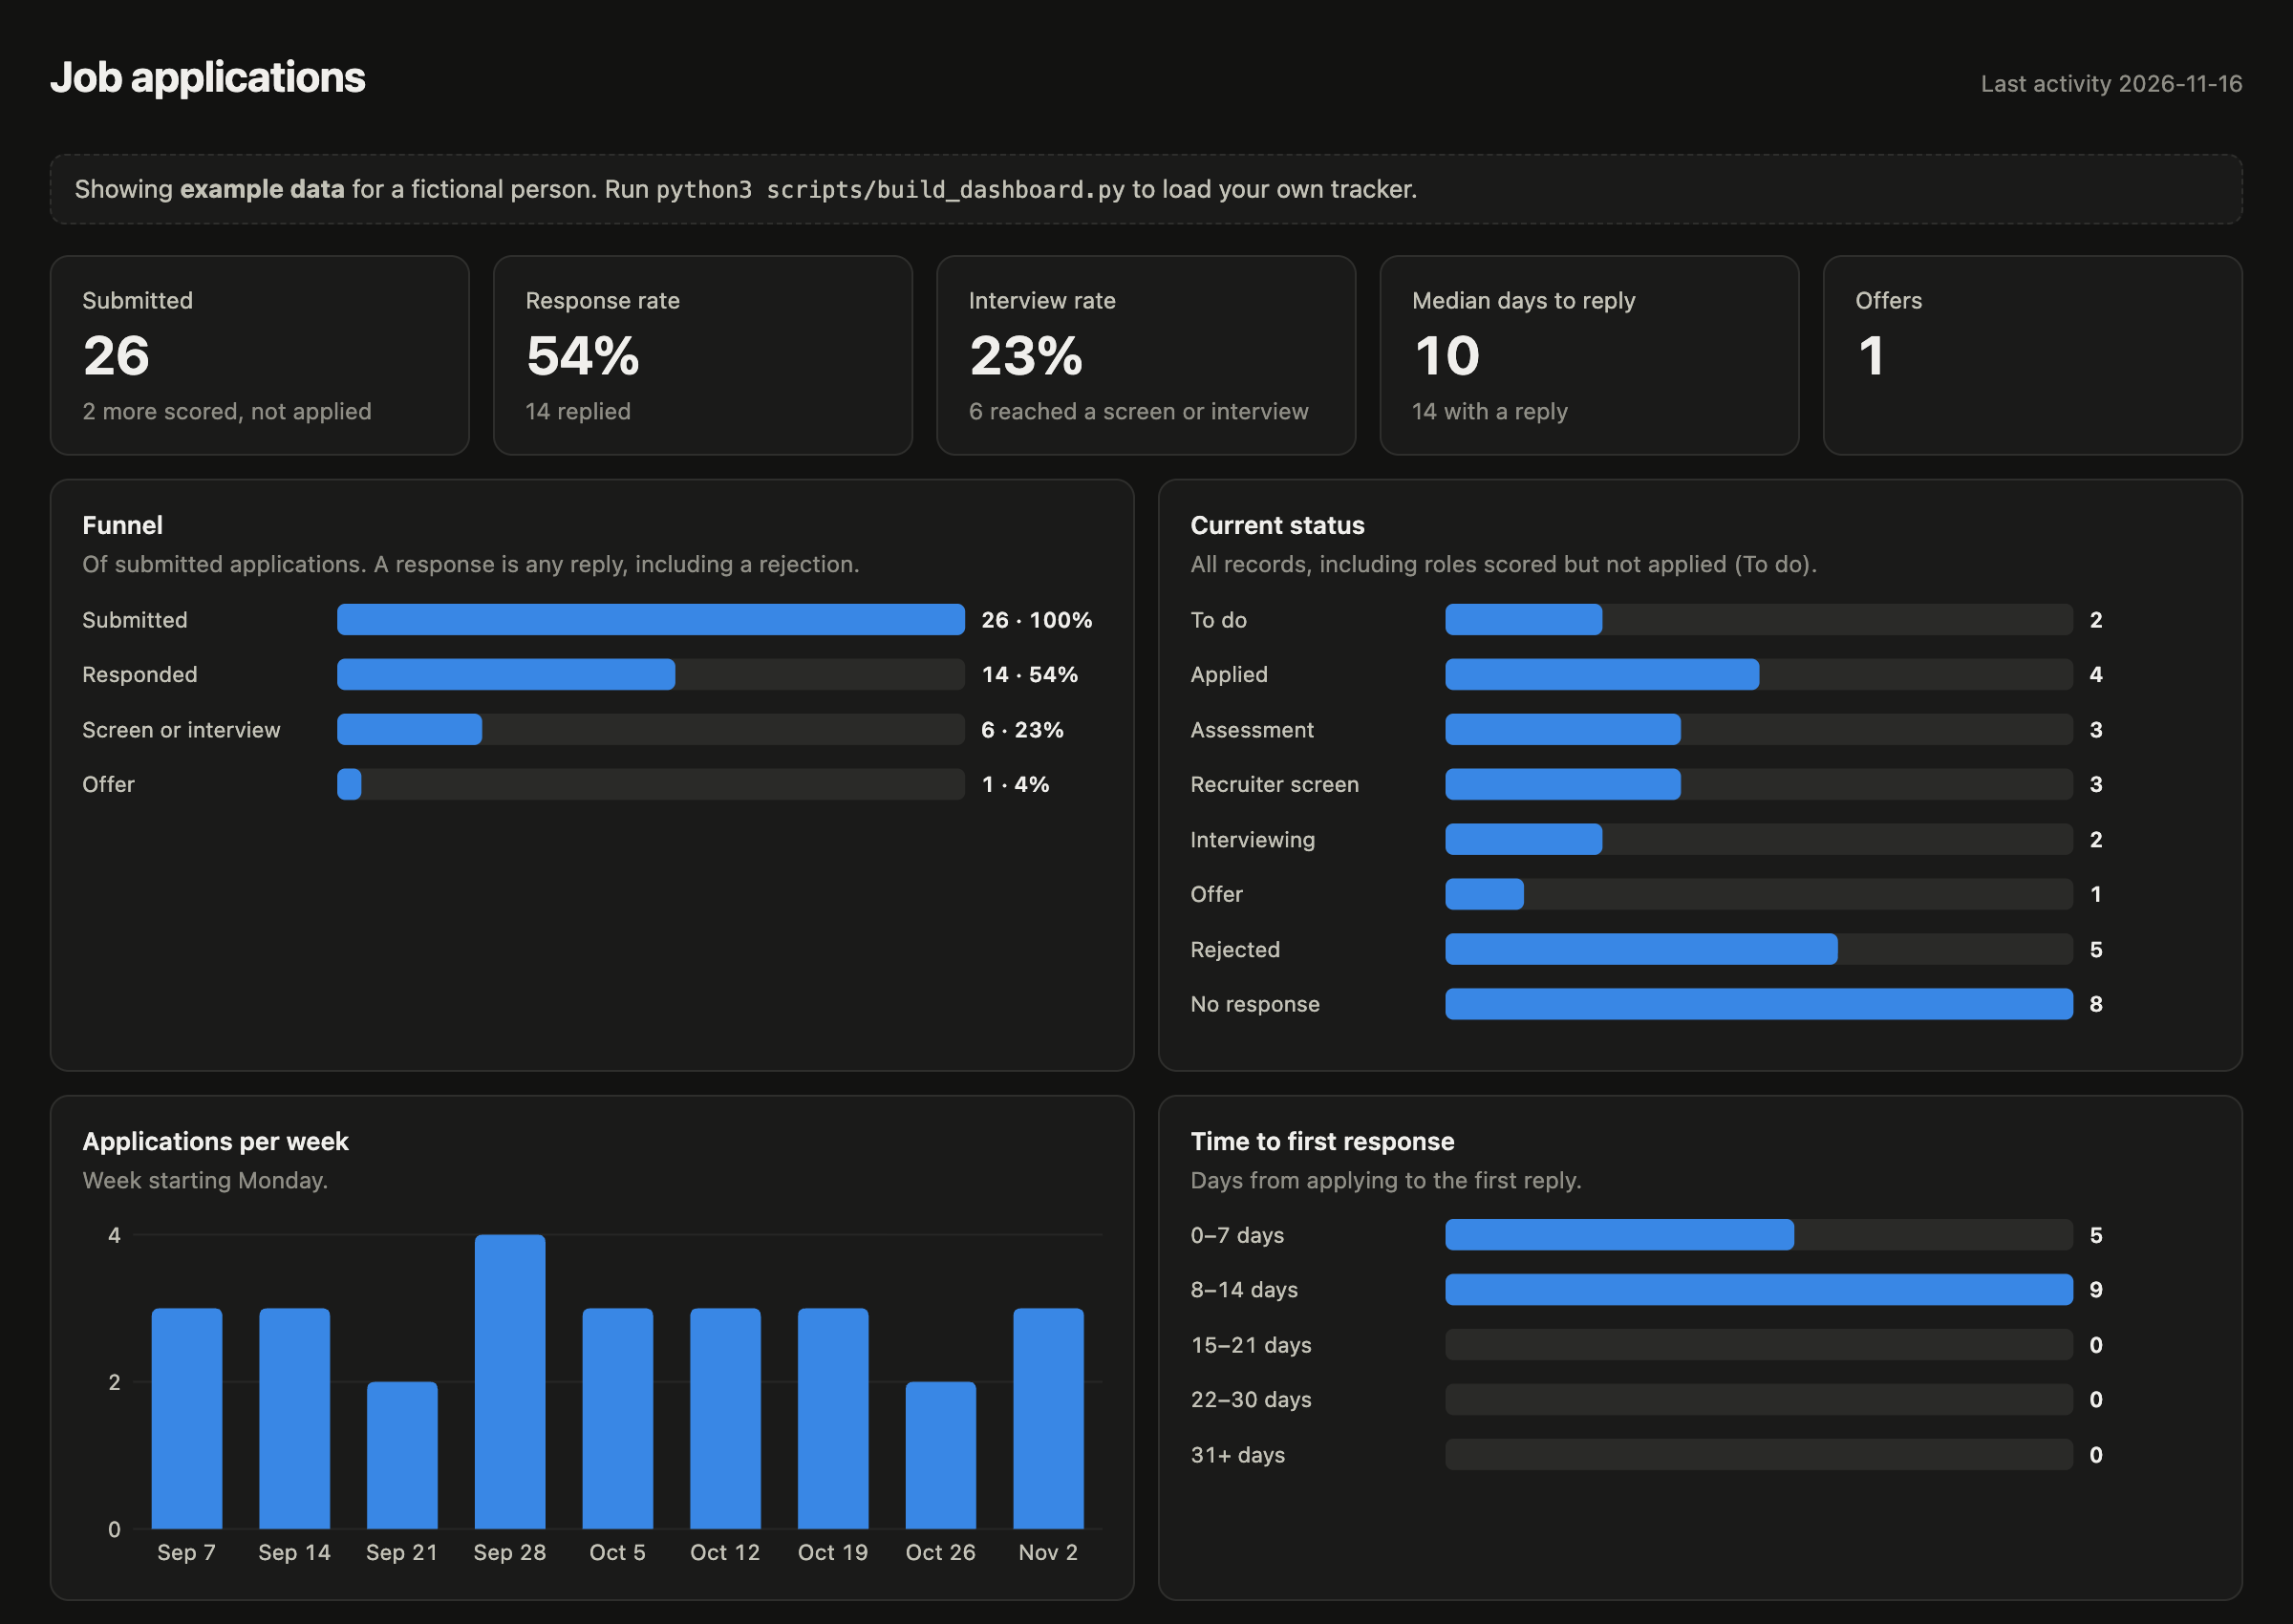 Job applications
Last activity 2026-11-16
Showing example data for a fictional person. Run python3 scripts/build_dashboard.py to load your own tracker.
Submitted
26
2 more scored, not applied
Response rate
54%
14 replied
Interview rate
23%
6 reached a screen or interview
Median days to reply
10
14 with a reply
Offers
1
Funnel
Of submitted applications. A response is any reply, including a rejection.
Submitted 26 · 100%
Responded 14 · 54%
Screen or interview 6 · 23%
Offer 1 · 4%
Current status
All records, including roles scored but not applied (To do).
To do 2
Applied 4
Assessment 3
Recruiter screen 3
Interviewing 2
Offer 1
Rejected 5
No response 8
Applications per week
Week starting Monday.
4
2
0
Sep 7 Sep 14 Sep 21 Sep 28 Oct 5 Oct 12 Oct 19 Oct 26 Nov 2
Time to first response
Days from applying to the first reply.
0–7 days 5
8–14 days 9
15–21 days 0
22–30 days 0
31+ days 0